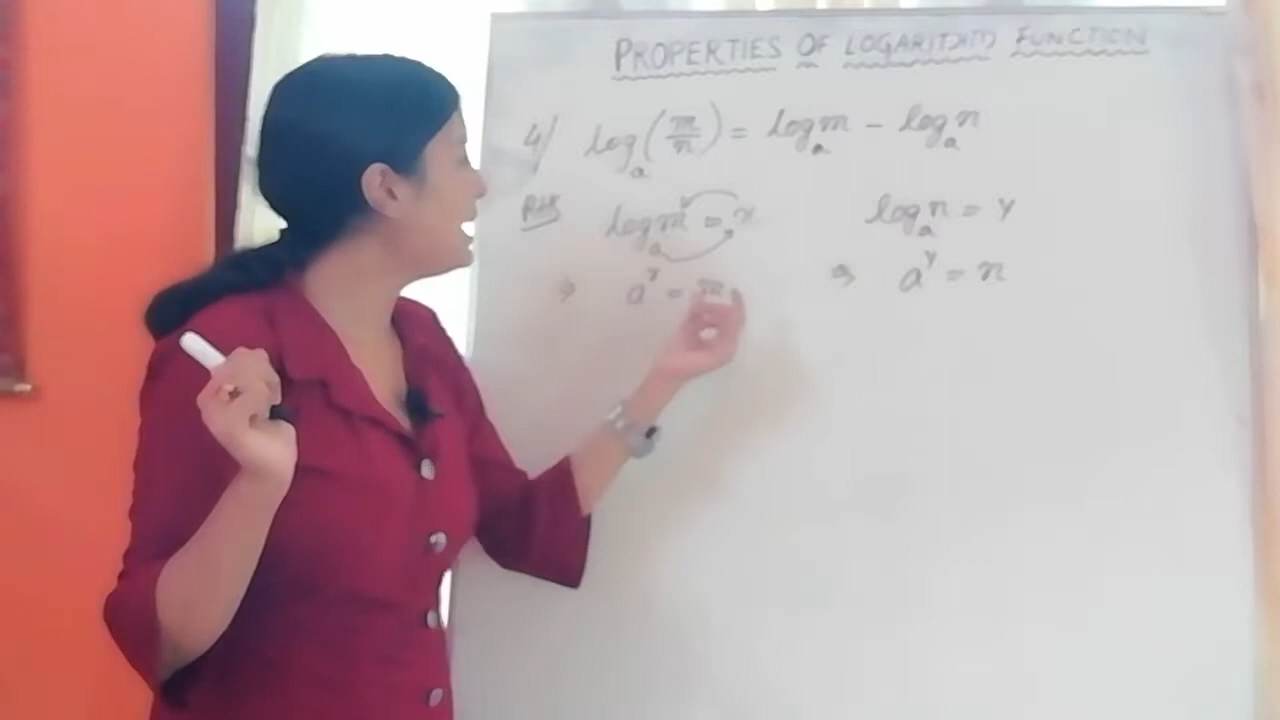 PROPERTIES OF LOGARITHM FUNCTION
4/ logₐ(m/n) = logₐm - logₐn
logₐm = x logₐn = y
⇒ aˣ = m ⇒ aʸ = n